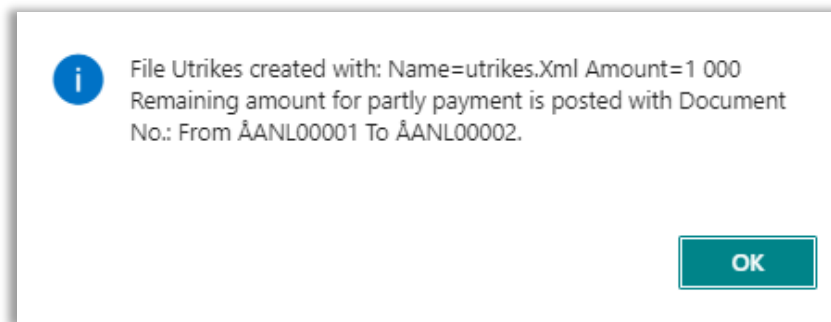 i
File Utrikes created with: Name=utrikes.Xml Amount=1 000
Remaining amount for partly payment is posted with Document
No.: From ÅANL00001 To ÅANL00002.
OK